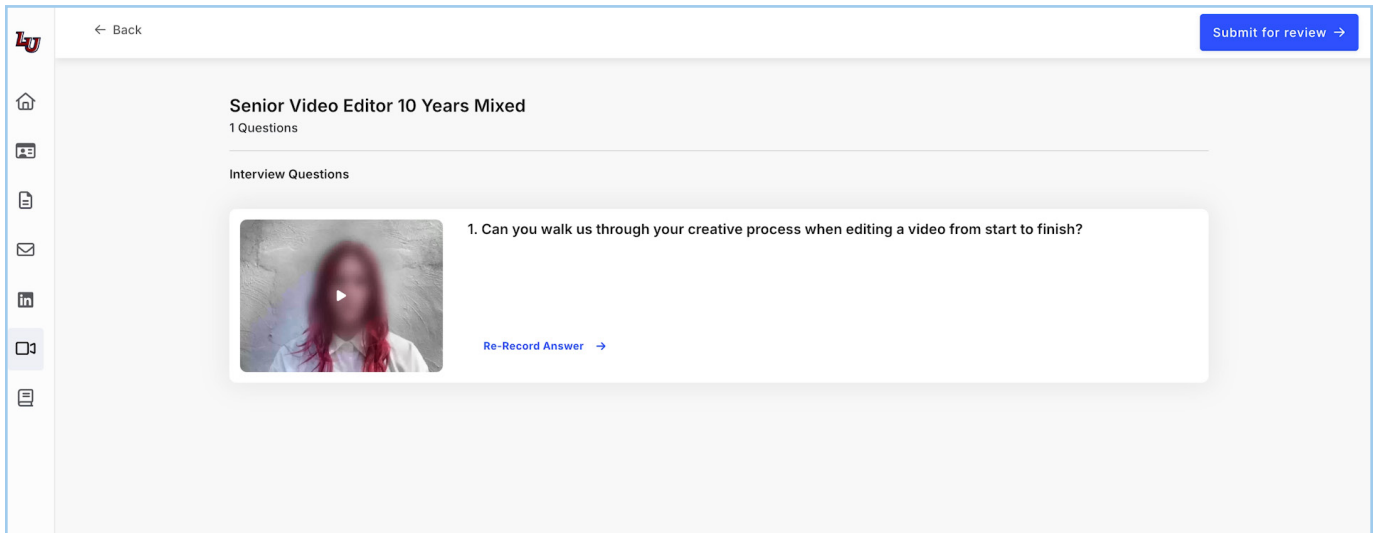 LU
← Back
Submit for review →
Senior Video Editor 10 Years Mixed
1 Questions
Interview Questions
1. Can you walk us through your creative process when editing a video from start to finish?
Re-Record Answer →
in